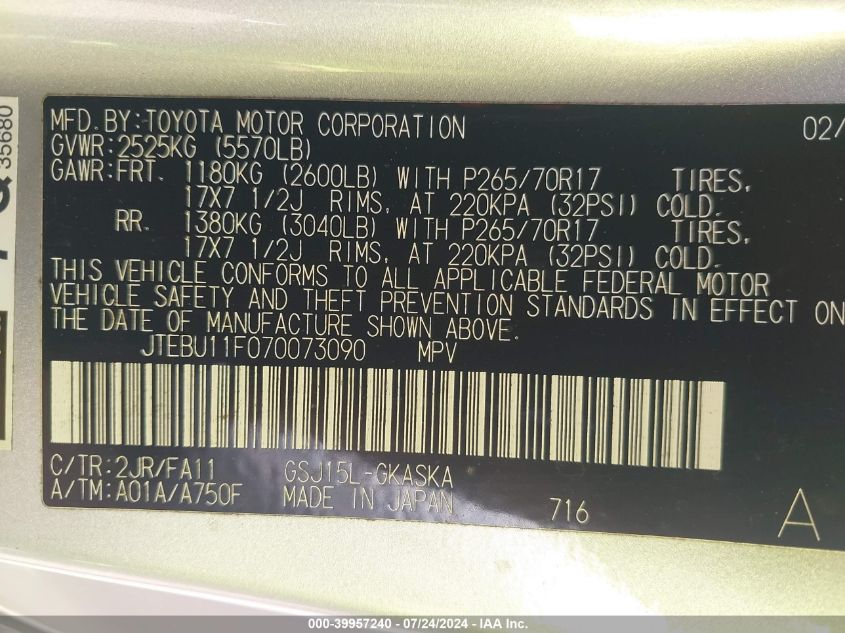 35680
MFD. BY: TOYOTA MOTOR CORPORATION 02/
GVWR: 2525KG (5570LB)
GAWR: FRT. 1180KG (2600LB) WITH P265/70R17 TIRES,
17X7 1/2J RIMS, AT 220KPA (32PSI) COLD.
RR. 1380KG (3040LB) WITH P265/70R17 TIRES,
17X7 1/2J RIMS, AT 220KPA (32PSI) COLD.
THIS VEHICLE CONFORMS TO ALL APPLICABLE FEDERAL MOTOR
VEHICLE SAFETY AND THEFT PREVENTION STANDARDS IN EFFECT ON
THE DATE OF MANUFACTURE SHOWN ABOVE.
JTEBU11F070073090 MPV
C/TR: 2JR/FA11 GSJ15L-GKASKA
A/TM: A01A/A750F MADE IN JAPAN 716 A
000-39957240 - 07/24/2024 - IAA Inc.